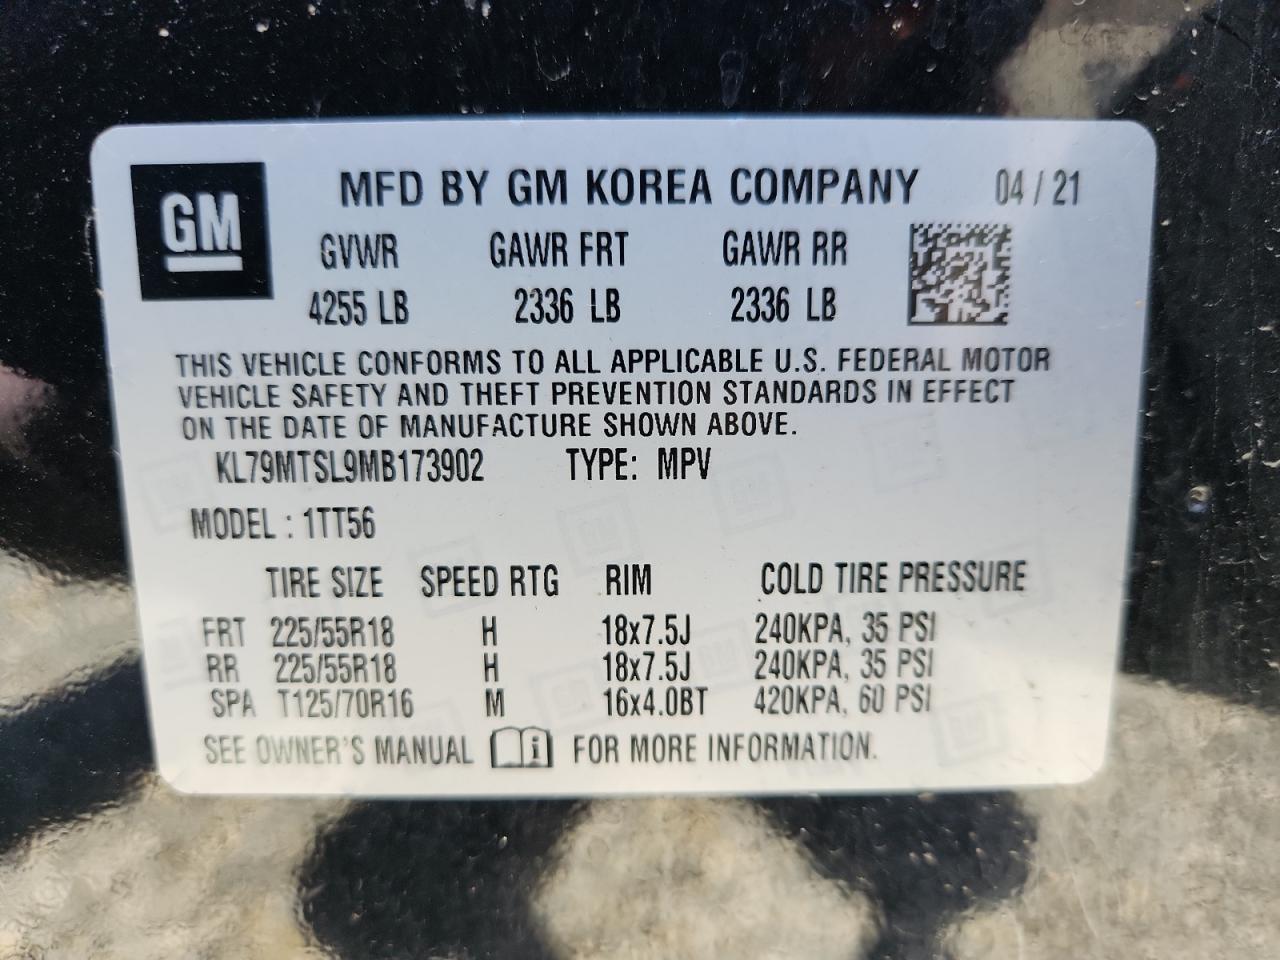 GM
MFD BY GM KOREA COMPANY 04 / 21
GVWR GAWR FRT GAWR RR
4255 LB 2336 LB 2336 LB
THIS VEHICLE CONFORMS TO ALL APPLICABLE U.S. FEDERAL MOTOR
VEHICLE SAFETY AND THEFT PREVENTION STANDARDS IN EFFECT
ON THE DATE OF MANUFACTURE SHOWN ABOVE.
KL79MTSL9MB173902 TYPE: MPV
MODEL : 1TT56
TIRE SIZE SPEED RTG RIM COLD TIRE PRESSURE
FRT 225/55R18 H 18x7.5J 240KPA, 35 PSI
RR 225/55R18 H 18x7.5J 240KPA, 35 PSI
SPA T125/70R16 M 16x4.0BT 420KPA, 60 PSI
SEE OWNER'S MANUAL i FOR MORE INFORMATION.